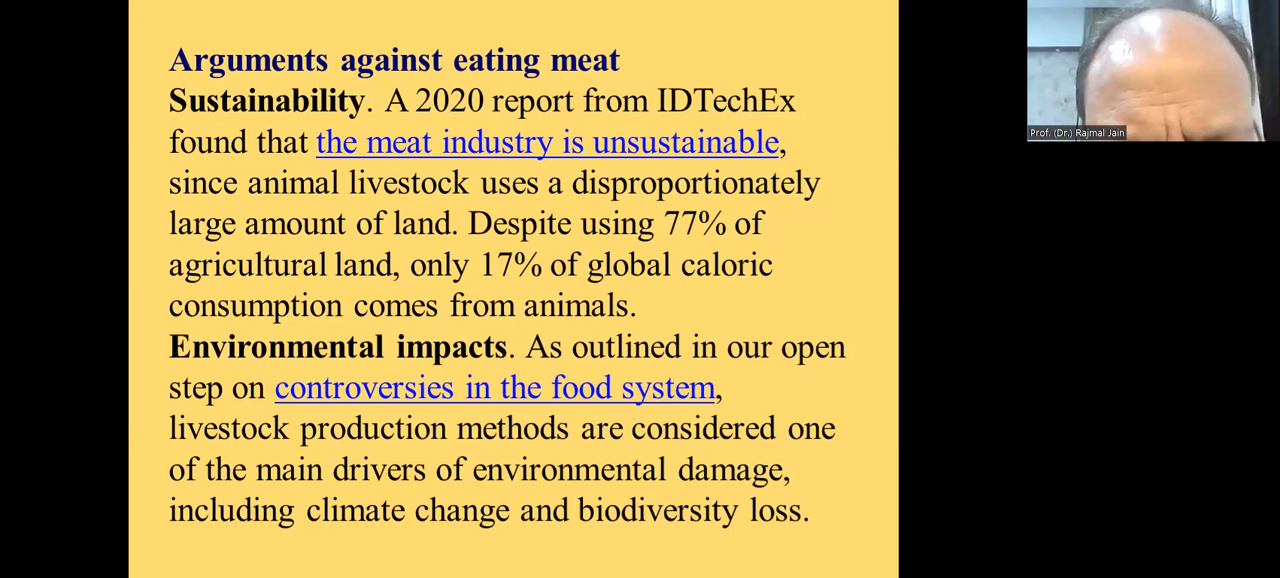 Arguments against eating meat
Sustainability. A 2020 report from IDTechEx
found that the meat industry is unsustainable,
since animal livestock uses a disproportionately
large amount of land. Despite using 77% of
agricultural land, only 17% of global caloric
consumption comes from animals.
Environmental impacts. As outlined in our open
step on controversies in the food system,
livestock production methods are considered one
of the main drivers of environmental damage,
including climate change and biodiversity loss.
Prof. (Dr.) Rajmal Jain